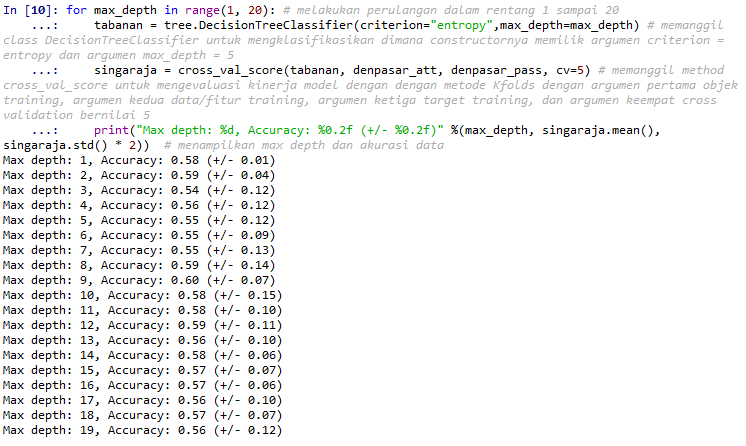 In [10]: for max_depth in range(1, 20): # melakukan perulangan dalam rentang 1 sampai 20
...: tabanan = tree.DecisionTreeClassifier(criterion="entropy",max_depth=max_depth) # memanggil
class DecisionTreeClassifier untuk mengklasifikasikan dimana constructornya memilik argumen criterion =
entropy dan argumen max_depth = 5
...: singaraja = cross_val_score(tabanan, denpasar_att, denpasar_pass, cv=5) # memanggil method
cross_val_score untuk mengevaluasi kinerja model dengan dengan metode Kfolds dengan argumen pertama objek
training, argumen kedua data/fitur training, argumen ketiga target training, dan argumen keempat cross
validation bernilai 5
...: print("Max depth: %d, Accuracy: %0.2f (+/- %0.2f)" %(max_depth, singaraja.mean(),
singaraja.std() * 2)) # menampilkan max depth dan akurasi data
Max depth: 1, Accuracy: 0.58 (+/- 0.01)
Max depth: 2, Accuracy: 0.59 (+/- 0.04)
Max depth: 3, Accuracy: 0.54 (+/- 0.12)
Max depth: 4, Accuracy: 0.56 (+/- 0.12)
Max depth: 5, Accuracy: 0.55 (+/- 0.12)
Max depth: 6, Accuracy: 0.55 (+/- 0.09)
Max depth: 7, Accuracy: 0.55 (+/- 0.13)
Max depth: 8, Accuracy: 0.59 (+/- 0.14)
Max depth: 9, Accuracy: 0.60 (+/- 0.07)
Max depth: 10, Accuracy: 0.58 (+/- 0.15)
Max depth: 11, Accuracy: 0.58 (+/- 0.10)
Max depth: 12, Accuracy: 0.59 (+/- 0.11)
Max depth: 13, Accuracy: 0.56 (+/- 0.10)
Max depth: 14, Accuracy: 0.58 (+/- 0.06)
Max depth: 15, Accuracy: 0.57 (+/- 0.07)
Max depth: 16, Accuracy: 0.57 (+/- 0.06)
Max depth: 17, Accuracy: 0.56 (+/- 0.10)
Max depth: 18, Accuracy: 0.57 (+/- 0.07)
Max depth: 19, Accuracy: 0.56 (+/- 0.12)